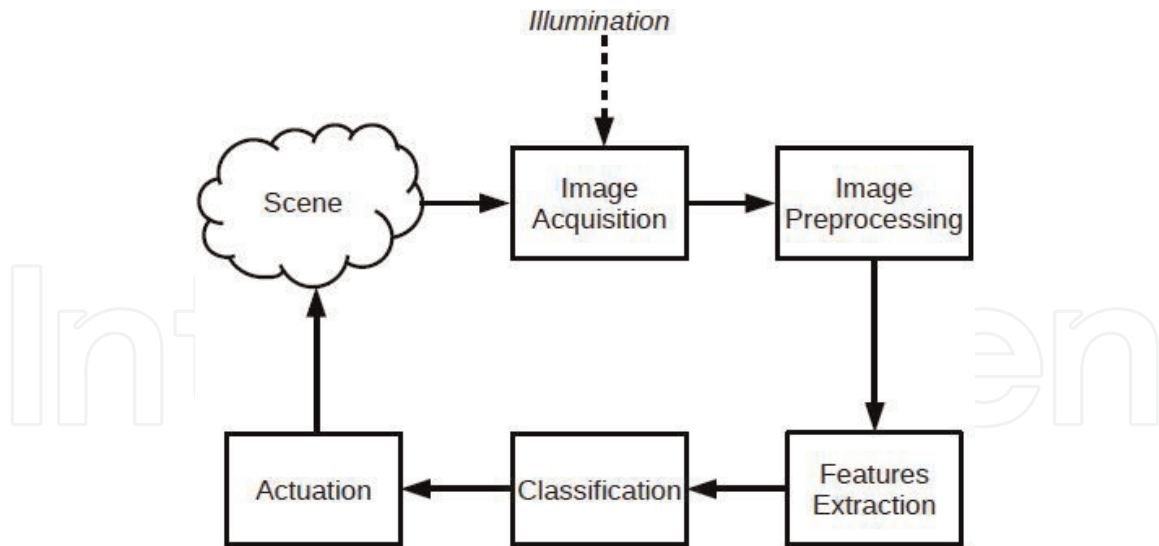 Illumination
Scene
Image
Acquisition
Image
Preprocessing
Features
Extraction
Classification
Actuation